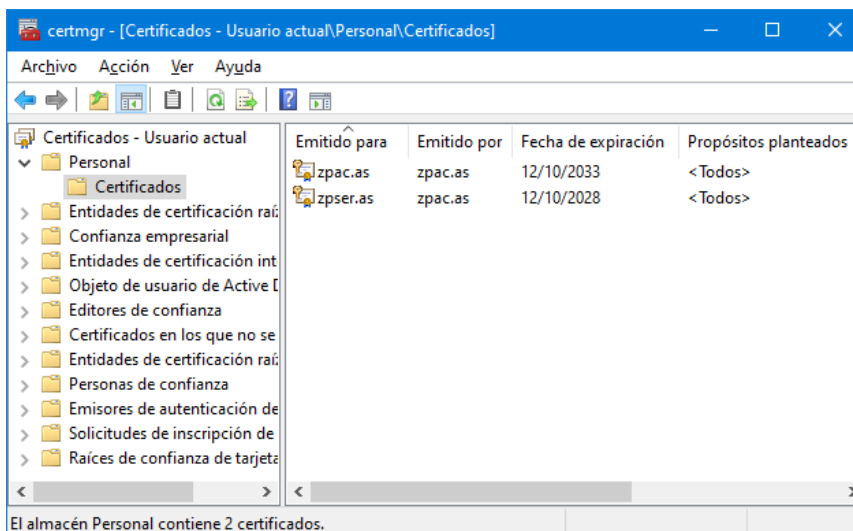 certmgr - [Certificados - Usuario actual\Personal\Certificados]
Archivo Acción Ver Ayuda
Certificados - Usuario actual
Personal
Certificados
Entidades de certificación raí
Confianza empresarial
Entidades de certificación int
Objeto de usuario de Active
Editores de confianza
Certificados en los que no se
Entidades de certificación raí
Personas de confianza
Emisores de autenticación de
Solicitudes de inscripción de
Raíces de confianza de tarjeta
Emitido para Emitido por Fecha de expiración Propósitos planteados
zpac.as zpac.as 12/10/2033 <Todos>
zpser.as zpac.as 12/10/2028 <Todos>
El almacén Personal contiene 2 certificados.